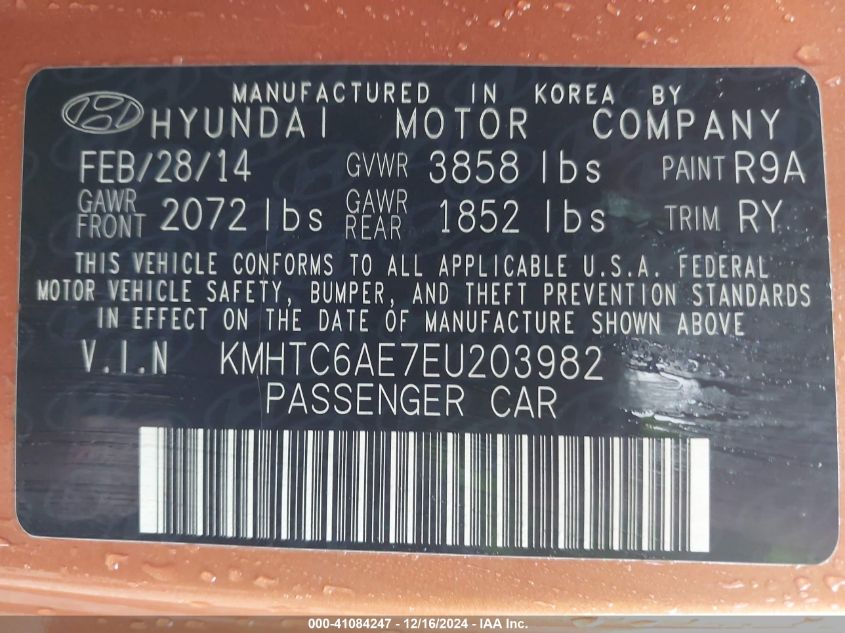 MANUFACTURED IN KOREA BY
HYUNDAI MOTOR COMPANY
FEB/28/14 GVWR 3858 lbs PAINT R9A
GAWR FRONT 2072 lbs GAWR REAR 1852 lbs TRIM RY
THIS VEHICLE CONFORMS TO ALL APPLICABLE U.S.A. FEDERAL
MOTOR VEHICLE SAFETY, BUMPER, AND THEFT PREVENTION STANDARDS
IN EFFECT ON THE DATE OF MANUFACTURE SHOWN ABOVE
V.I.N KMHTC6AE7EU203982
PASSENGER CAR
000-41084247 - 12/16/2024 - IAA Inc.